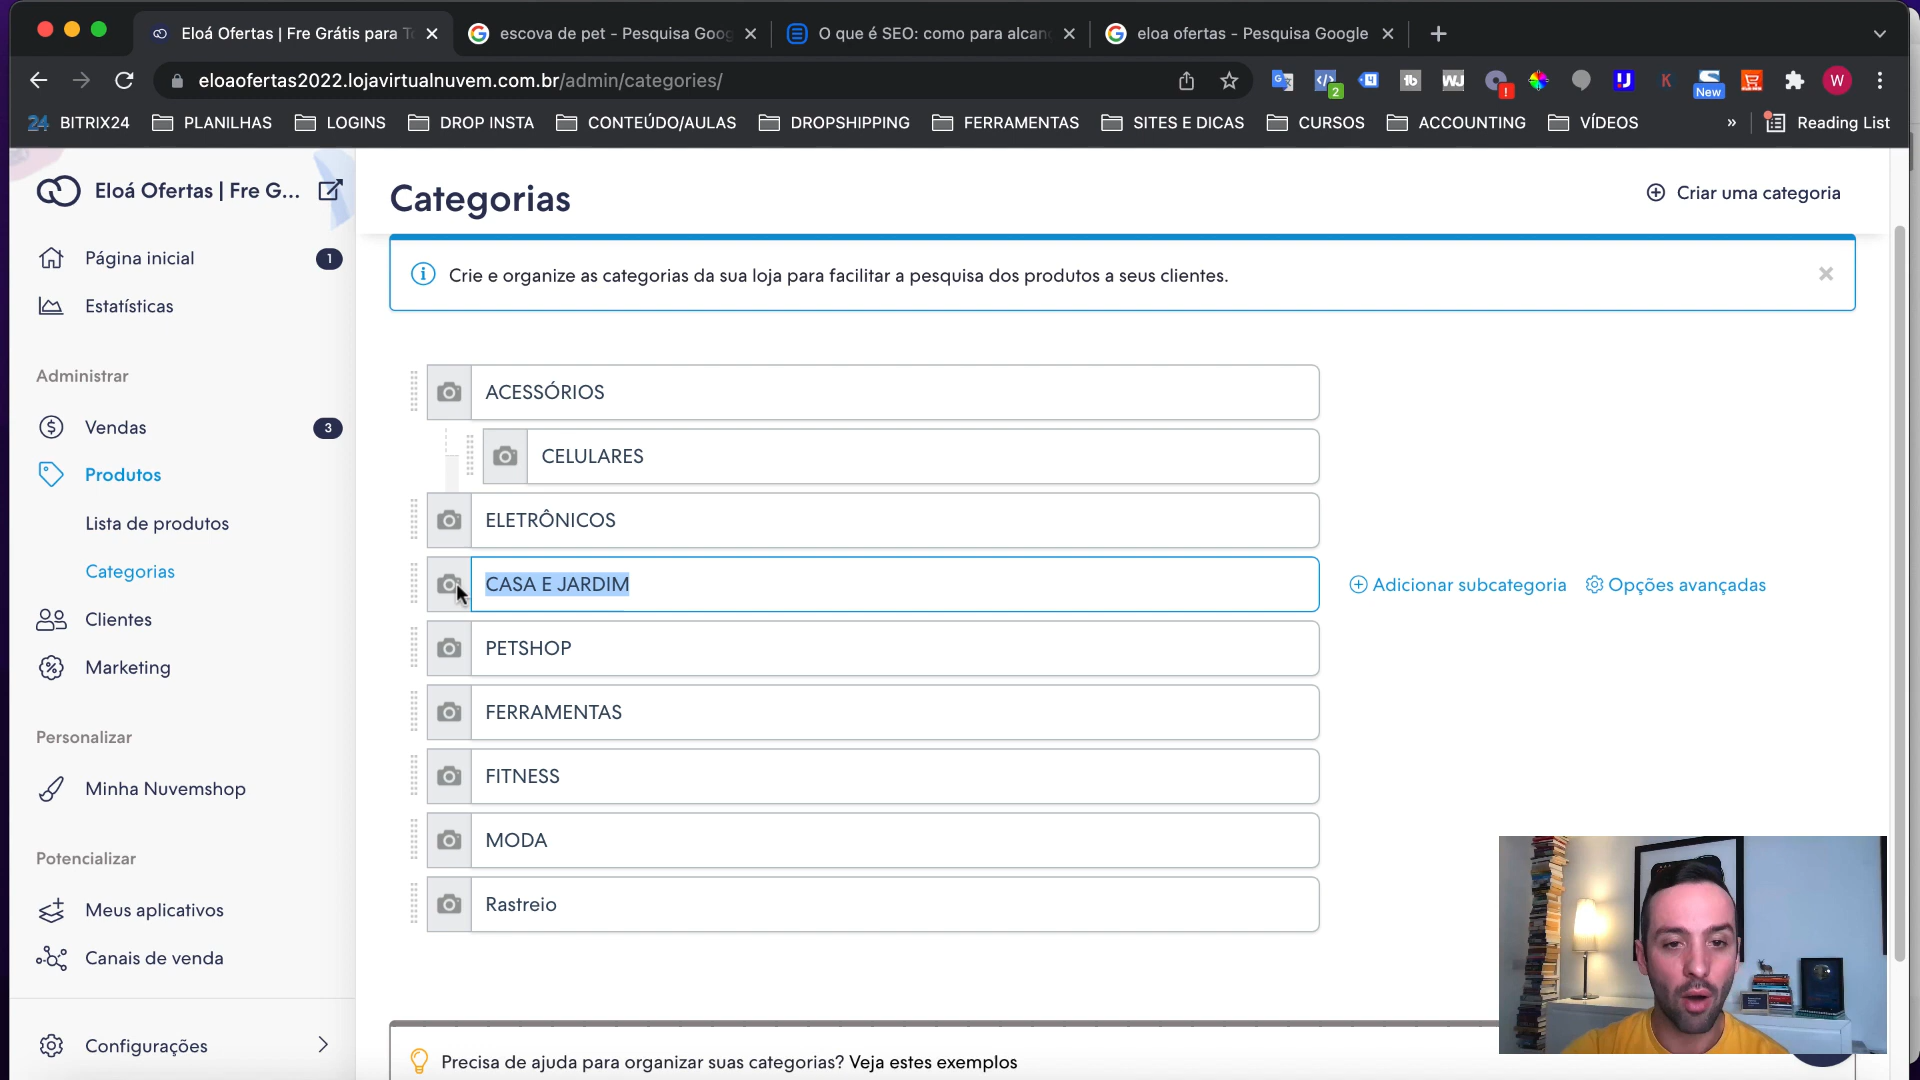 Eloá Ofertas | Fre Grátis para To
escova de pet - Pesquisa Goog
O que é SEO: como para alcan
eloa ofertas - Pesquisa Google
eloaofertas2022.lojavirtualnuvem.com.br/admin/categories/
2
New
W
BITRIX24
PLANILHAS
LOGINS
DROP INSTA
CONTEÚDO/AULAS
DROPSHIPPING
FERRAMENTAS
SITES E DICAS
CURSOS
ACCOUNTING
VÍDEOS
»
Reading List
Eloá Ofertas | Fre G...
Página inicial
1
Estatísticas
Administrar
Vendas
3
Produtos
Lista de produtos
Categorias
Clientes
Marketing
Personalizar
Minha Nuvemshop
Potencializar
Meus aplicativos
Canais de venda
Configurações
Categorias
Criar uma categoria
Crie e organize as categorias da sua loja para facilitar a pesquisa dos produtos a seus clientes.
ACESSÓRIOS
CELULARES
ELETRÔNICOS
CASA E JARDIM
Adicionar subcategoria
Opções avançadas
PETSHOP
FERRAMENTAS
FITNESS
MODA
Rastreio
Precisa de ajuda para organizar suas categorias? Veja estes exemplos